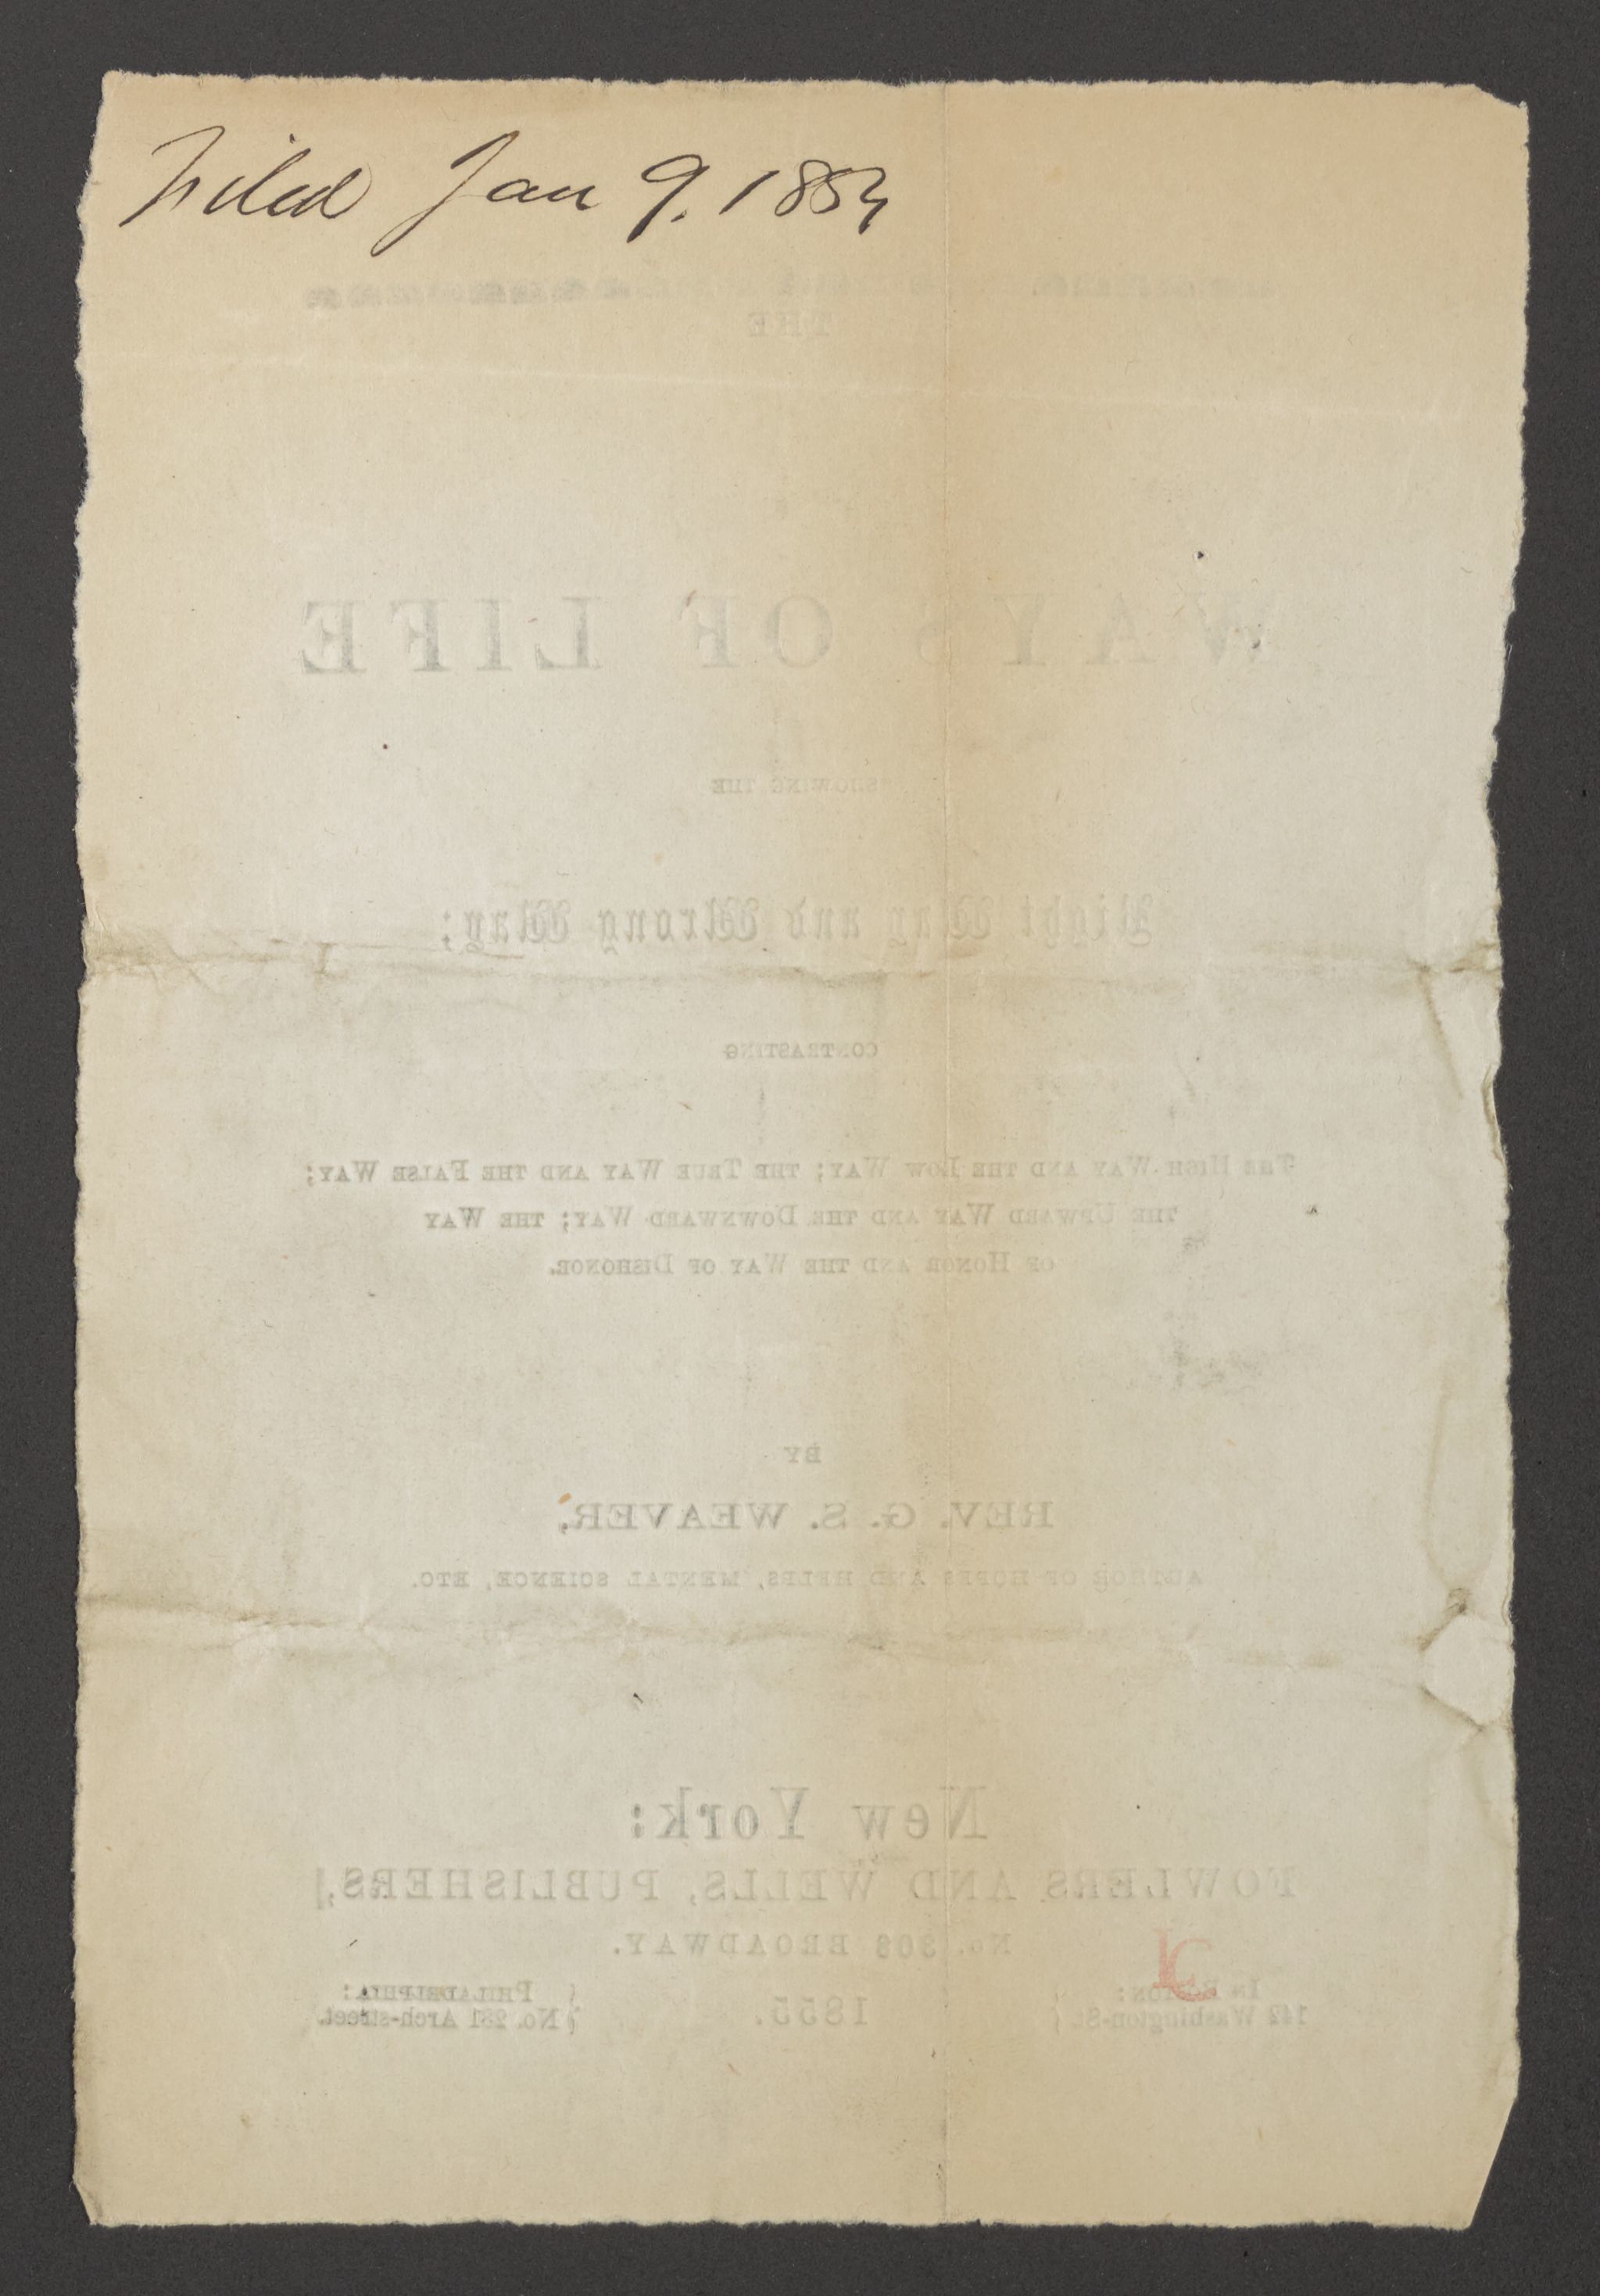 Filed Jan 9. 1855
THE
WAYS OF LIFE
SHOWING THE
Right Way and Wrong Way;
CONTRASTING
THE HIGH WAY AND THE LOW WAY; THE TRUE WAY AND THE FALSE WAY;
THE UPWARD WAY AND THE DOWNWARD WAY; THE WAY
OF HONOR AND THE WAY OF DISHONOR.
BY
REV. G. S. WEAVER,
AUTHOR OF HOPES AND HELPS, MENTAL SCIENCE, ETC.
New York:
FOWLERS AND WELLS, PUBLISHERS,
No. 308 BROADWAY.
LC
IN BOSTON:
142 Washington-St.
1855.
PHILADELPHIA:
No. 231 Arch-street.